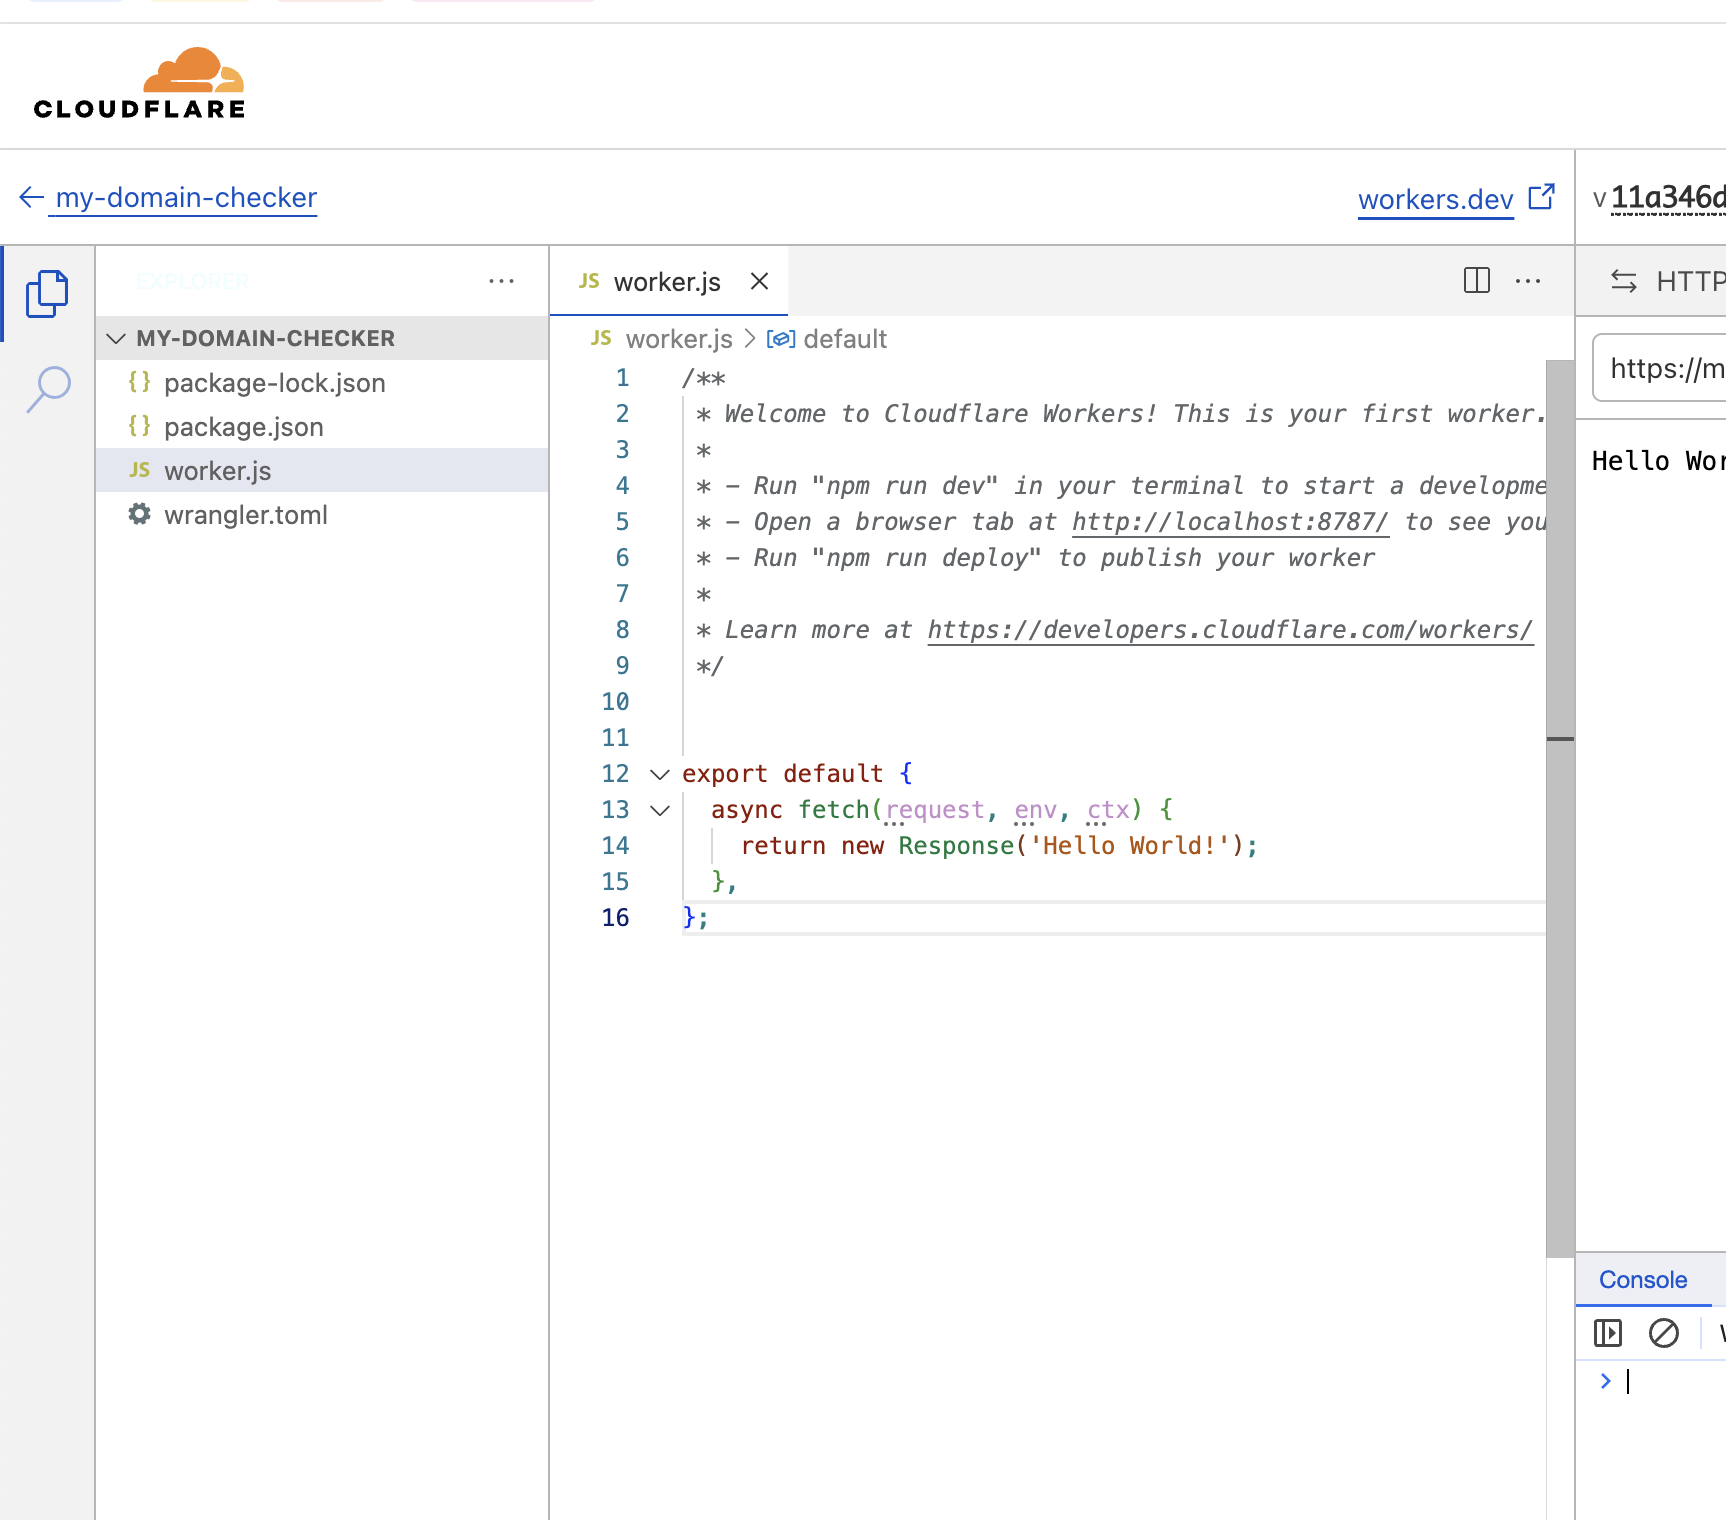 CLOUDFLARE
my-domain-checker
workers.dev
v 11a346d
EXPLORER
JS worker.js
HTTP
MY-DOMAIN-CHECKER
JS worker.js > default
{} package-lock.json
{} package.json
JS worker.js
wrangler.toml
1 /**
2 * Welcome to Cloudflare Workers! This is your first worker.
3 *
4 * - Run "npm run dev" in your terminal to start a developme
5 * - Open a browser tab at http://localhost:8787/ to see you
6 * - Run "npm run deploy" to publish your worker
7 *
8 * Learn more at https://developers.cloudflare.com/workers/
9 */
10
11
12 export default {
13 async fetch(request, env, ctx) {
14 return new Response('Hello World!');
15 },
16 };
https://m
Hello Wor
Console
>